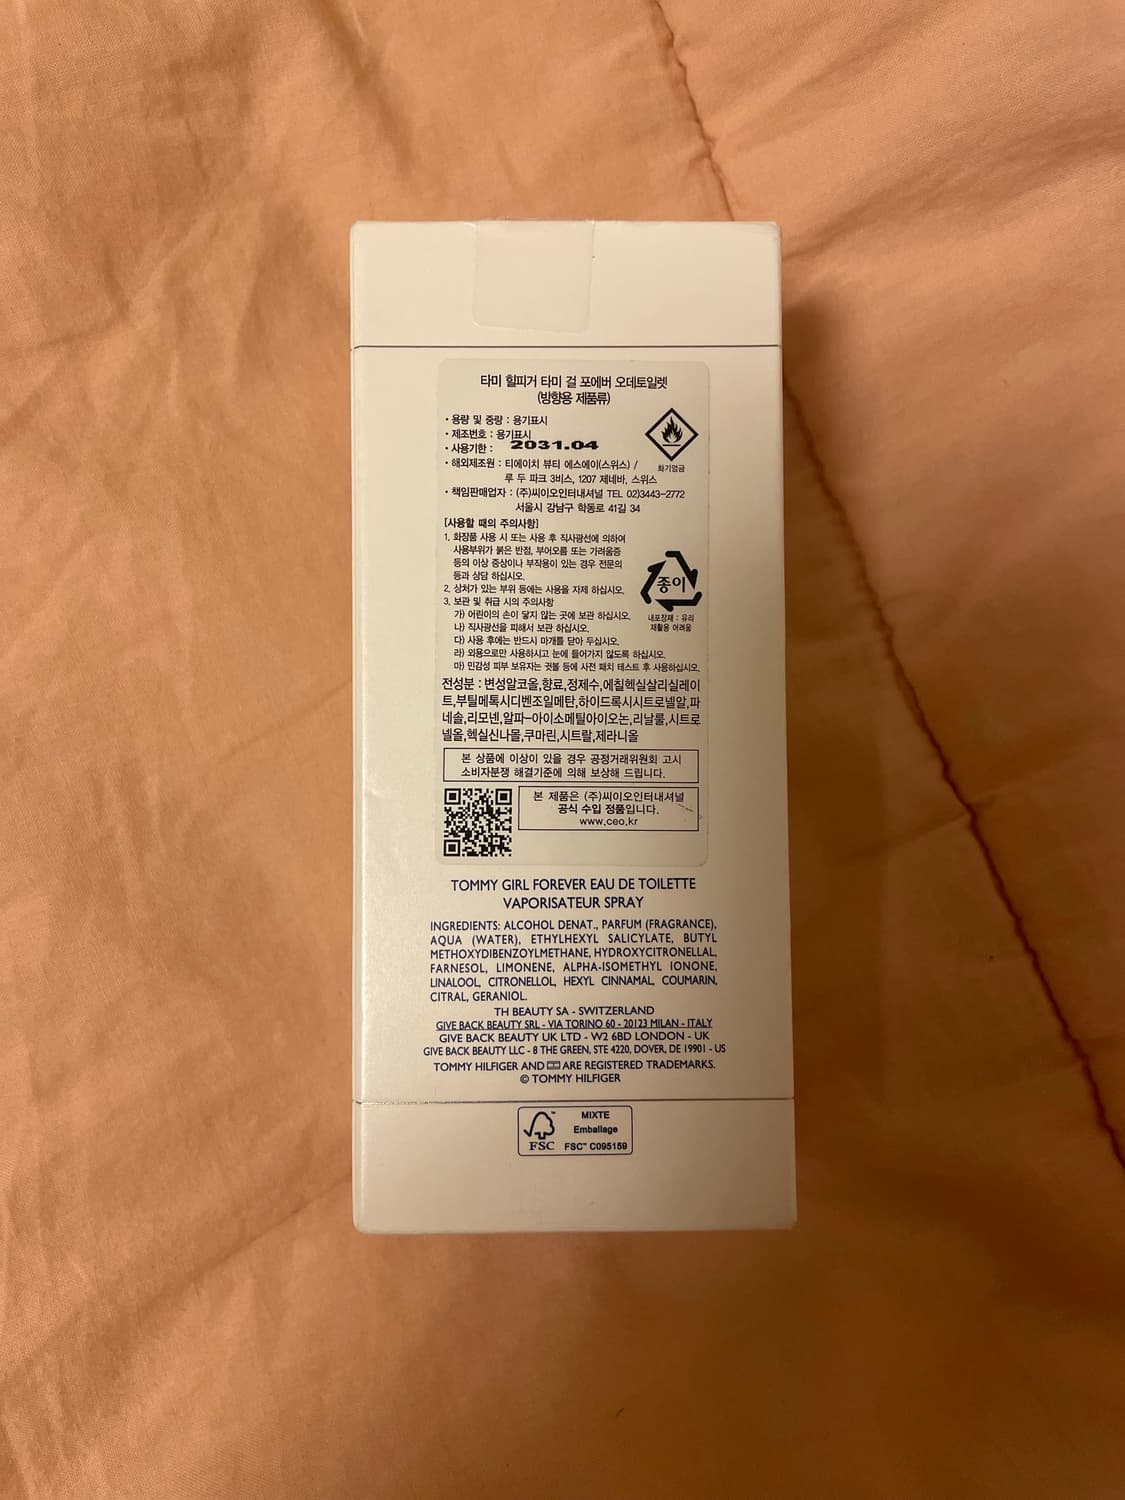 타미 힐피거 타미 걸 포에버 오데토일렛
(방향용 제품류)
· 용량 및 중량 : 용기표시
· 제조번호 : 용기표시
· 사용기한 : 2031.04
화기엄금
· 해외제조원 : 티에이치 뷰티 에스에이(스위스) /
루 두 파크 3비스, 1207 제네바, 스위스
· 책임판매업자 : (주)씨이오인터내셔널 TEL 02)3443-2772
서울시 강남구 학동로 41길 34
[사용할 때의 주의사항]
1. 화장품 사용 시 또는 사용 후 직사광선에 의하여
사용부위가 붉은 반점, 부어오름 또는 가려움증
등의 이상 증상이나 부작용이 있는 경우 전문의
등과 상담 하십시오.
2. 상처가 있는 부위 등에는 사용을 자제 하십시오.
3. 보관 및 취급 시의 주의사항
가) 어린이의 손이 닿지 않는 곳에 보관 하십시오.
나) 직사광선을 피해서 보관 하십시오.
다) 사용 후에는 반드시 마개를 닫아 두십시오.
라) 외용으로만 사용하시고 눈에 들어가지 않도록 하십시오.
마) 민감성 피부 보유자는 귓볼 등에 사전 패치 테스트 후 사용하십시오.
종이
내포장재 : 유리
재활용 어려움
전성분 : 변성알코올,향료,정제수,에칠헥실살리실레이
트,부틸메톡시디벤조일메탄,하이드록시시트로넬알,파
네솔,리모넨,알파-아이소메틸아이오논,리날룰,시트로
넬올,헥실신나몰,쿠마린,시트랄,제라니올
본 상품에 이상이 있을 경우 공정거래위원회 고시
소비자분쟁 해결기준에 의해 보상해 드립니다.
본 제품은 (주)씨이오인터내셔널
공식 수입 정품입니다.
www.ceo.kr
TOMMY GIRL FOREVER EAU DE TOILETTE
VAPORISATEUR SPRAY
INGREDIENTS: ALCOHOL DENAT., PARFUM (FRAGRANCE),
AQUA (WATER), ETHYLHEXYL SALICYLATE, BUTYL
METHOXYDIBENZOYLMETHANE, HYDROXYCITRONELLAL,
FARNESOL, LIMONENE, ALPHA-ISOMETHYL IONONE,
LINALOOL, CITRONELLOL, HEXYL CINNAMAL, COUMARIN,
CITRAL, GERANIOL.
TH BEAUTY SA - SWITZERLAND
GIVE BACK BEAUTY SRL - VIA TORINO 60 - 20123 MILAN - ITALY
GIVE BACK BEAUTY UK LTD - W2 6BD LONDON - UK
GIVE BACK BEAUTY LLC - 8 THE GREEN, STE 4220, DOVER, DE 19901 - US
TOMMY HILFIGER AND ARE REGISTERED TRADEMARKS.
© TOMMY HILFIGER
FSC
MIXTE
Emballage
FSC™ C095159